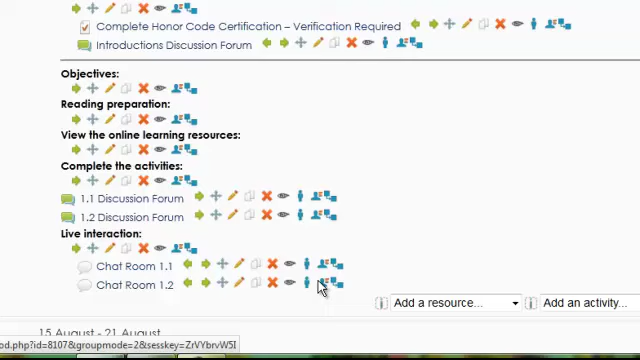 Complete Honor Code Certification – Verification Required
Introductions Discussion Forum
Objectives:
Reading preparation:
View the online learning resources:
Complete the activities:
1.1 Discussion Forum
1.2 Discussion Forum
Live interaction:
Chat Room 1.1
Chat Room 1.2
Add a resource... Add an activity...
15 August - 21 August
od.php?id=8107&groupmode=2&sesskey=ZrVYbrvW5I